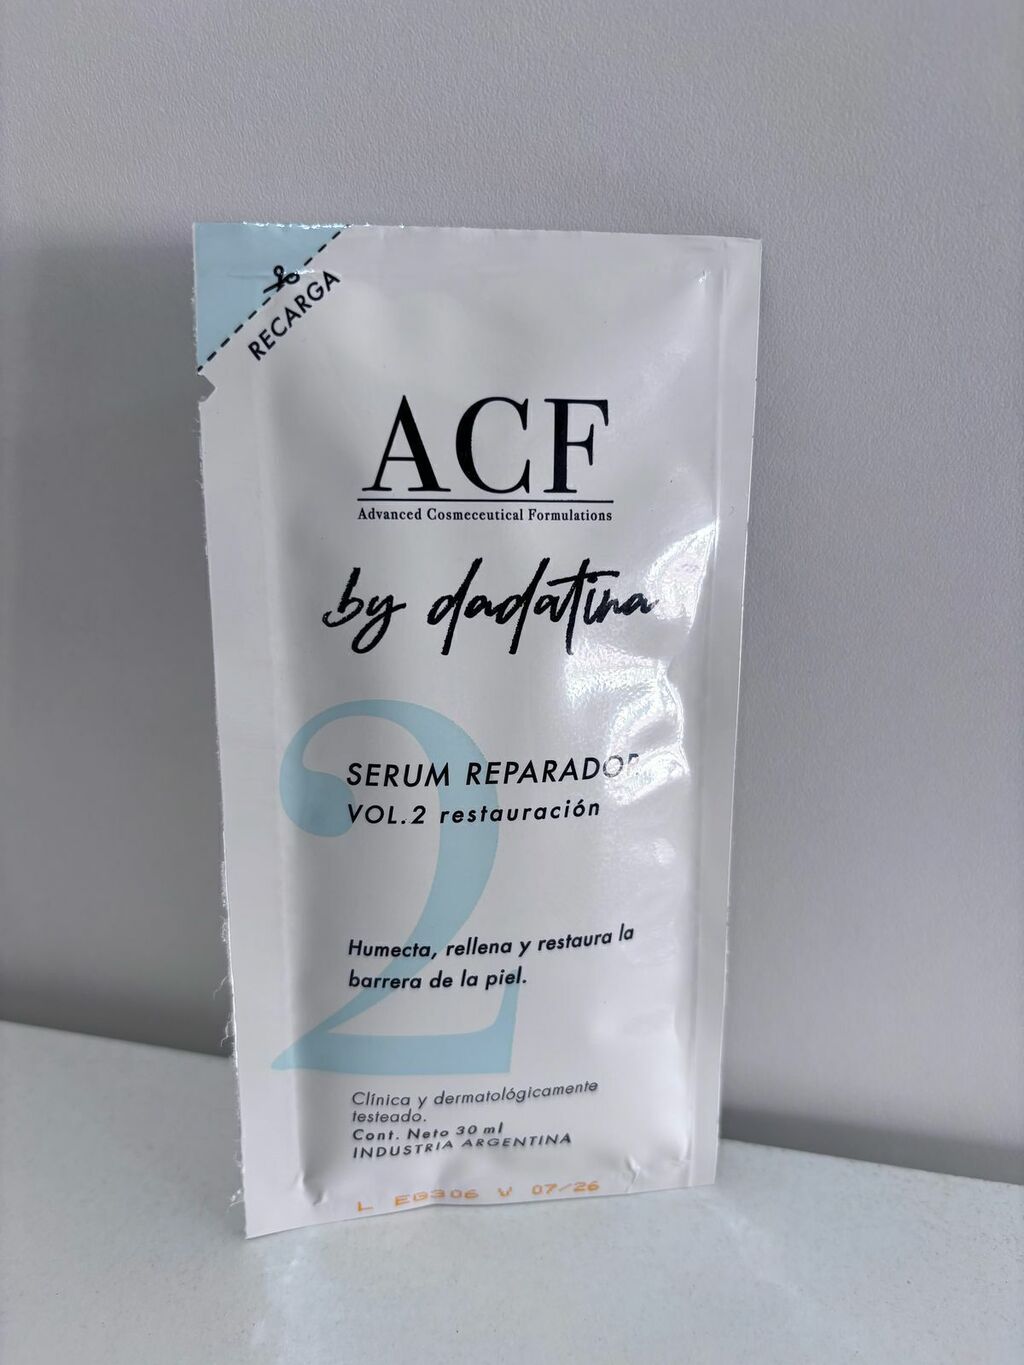 RECARGA
ACF
Advanced Cosmeceutical Formulations
by dadatina
2
SERUM REPARADOR
VOL.2 restauración
Humecta, rellena y restaura la
barrera de la piel.
Clínica y dermatológicamente
testeado.
Cont. Neto 30 ml
INDUSTRIA ARGENTINA
L EG306 V 07/26